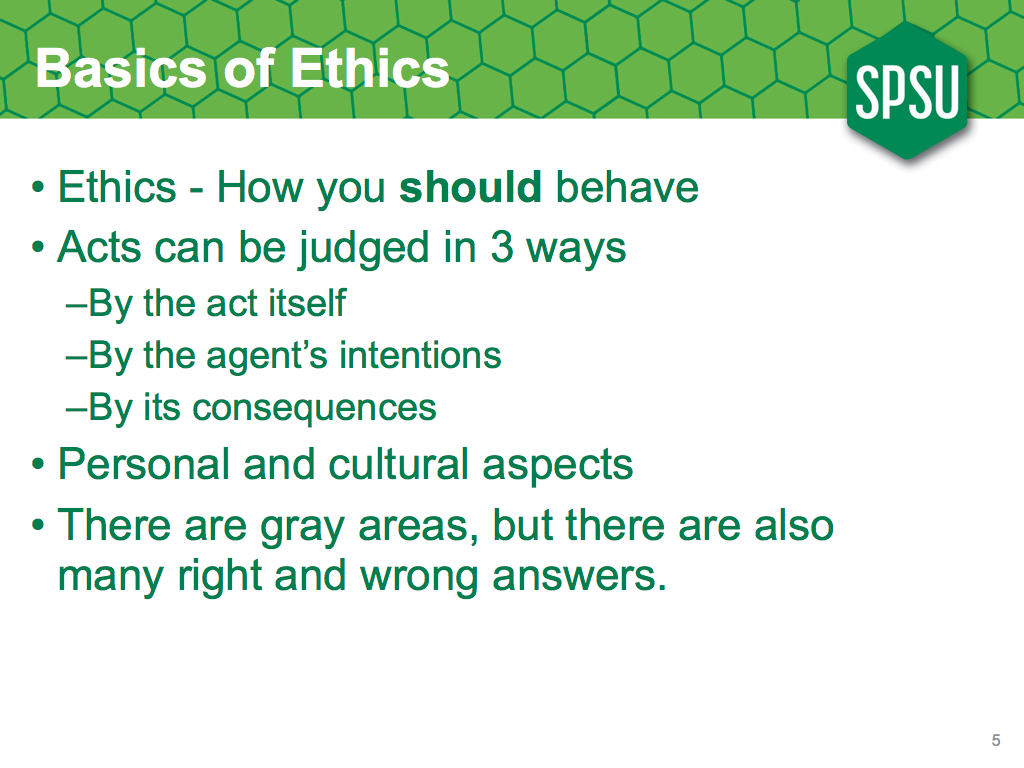 Basics of Ethics
SPSU
• Ethics - How you should behave
• Acts can be judged in 3 ways
–By the act itself
–By the agent’s intentions
–By its consequences
• Personal and cultural aspects
• There are gray areas, but there are also
many right and wrong answers.
5